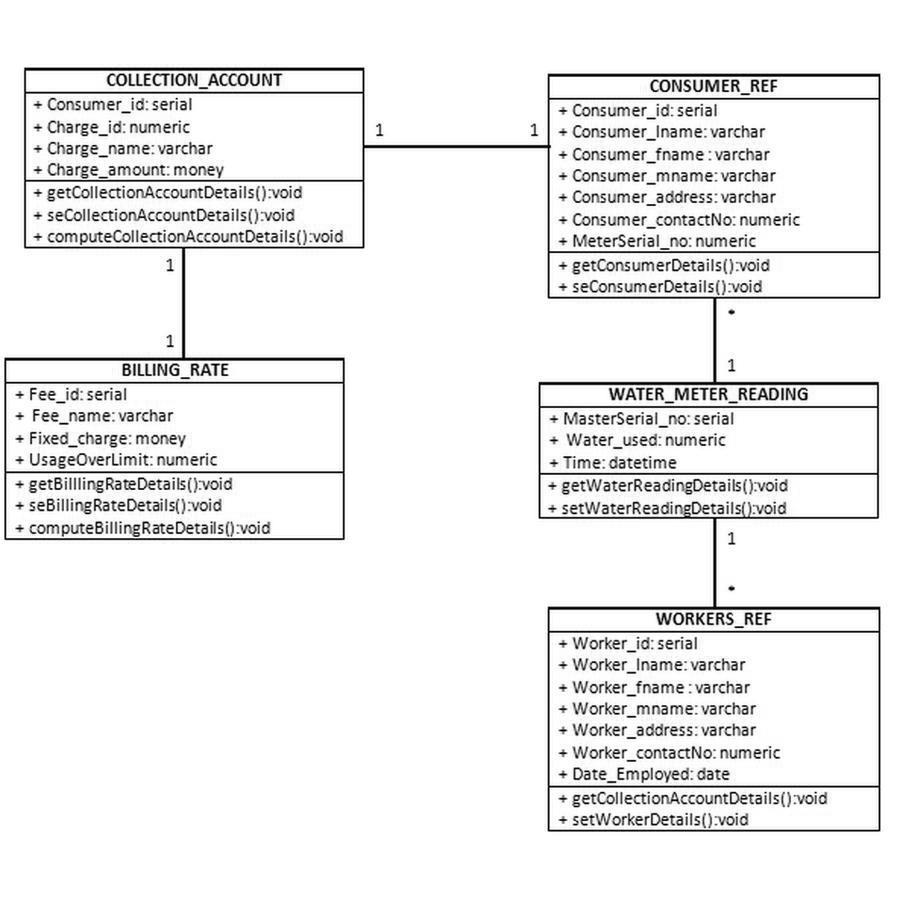 COLLECTION_ACCOUNT
+ Consumer_id: serial
+ Charge_id: numeric
+ Charge_name: varchar
+ Charge_amount: money
+ getCollectionAccountDetails():void
+ seCollectionAccountDetails():void
+ computeCollectionAccountDetails():void
1
1
CONSUMER_REF
+ Consumer_id: serial
+ Consumer_lname: varchar
+ Consumer_fname : varchar
+ Consumer_mname: varchar
+ Consumer_address: varchar
+ Consumer_contactNo: numeric
+ MeterSerial_no: numeric
+ getConsumerDetails():void
+ seConsumerDetails():void
1
1
BILLING_RATE
+ Fee_id: serial
+ Fee_name: varchar
+ Fixed_charge: money
+ UsageOverLimit: numeric
+ getBilllingRateDetails():void
+ seBillingRateDetails():void
+ computeBillingRateDetails():void
*
1
WATER_METER_READING
+ MasterSerial_no: serial
+ Water_used: numeric
+ Time: datetime
+ getWaterReadingDetails():void
+ setWaterReadingDetails():void
1
*
WORKERS_REF
+ Worker_id: serial
+ Worker_lname: varchar
+ Worker_fname : varchar
+ Worker_mname: varchar
+ Worker_address: varchar
+ Worker_contactNo: numeric
+ Date_Employed: date
+ getCollectionAccountDetails():void
+ setWorkerDetails():void